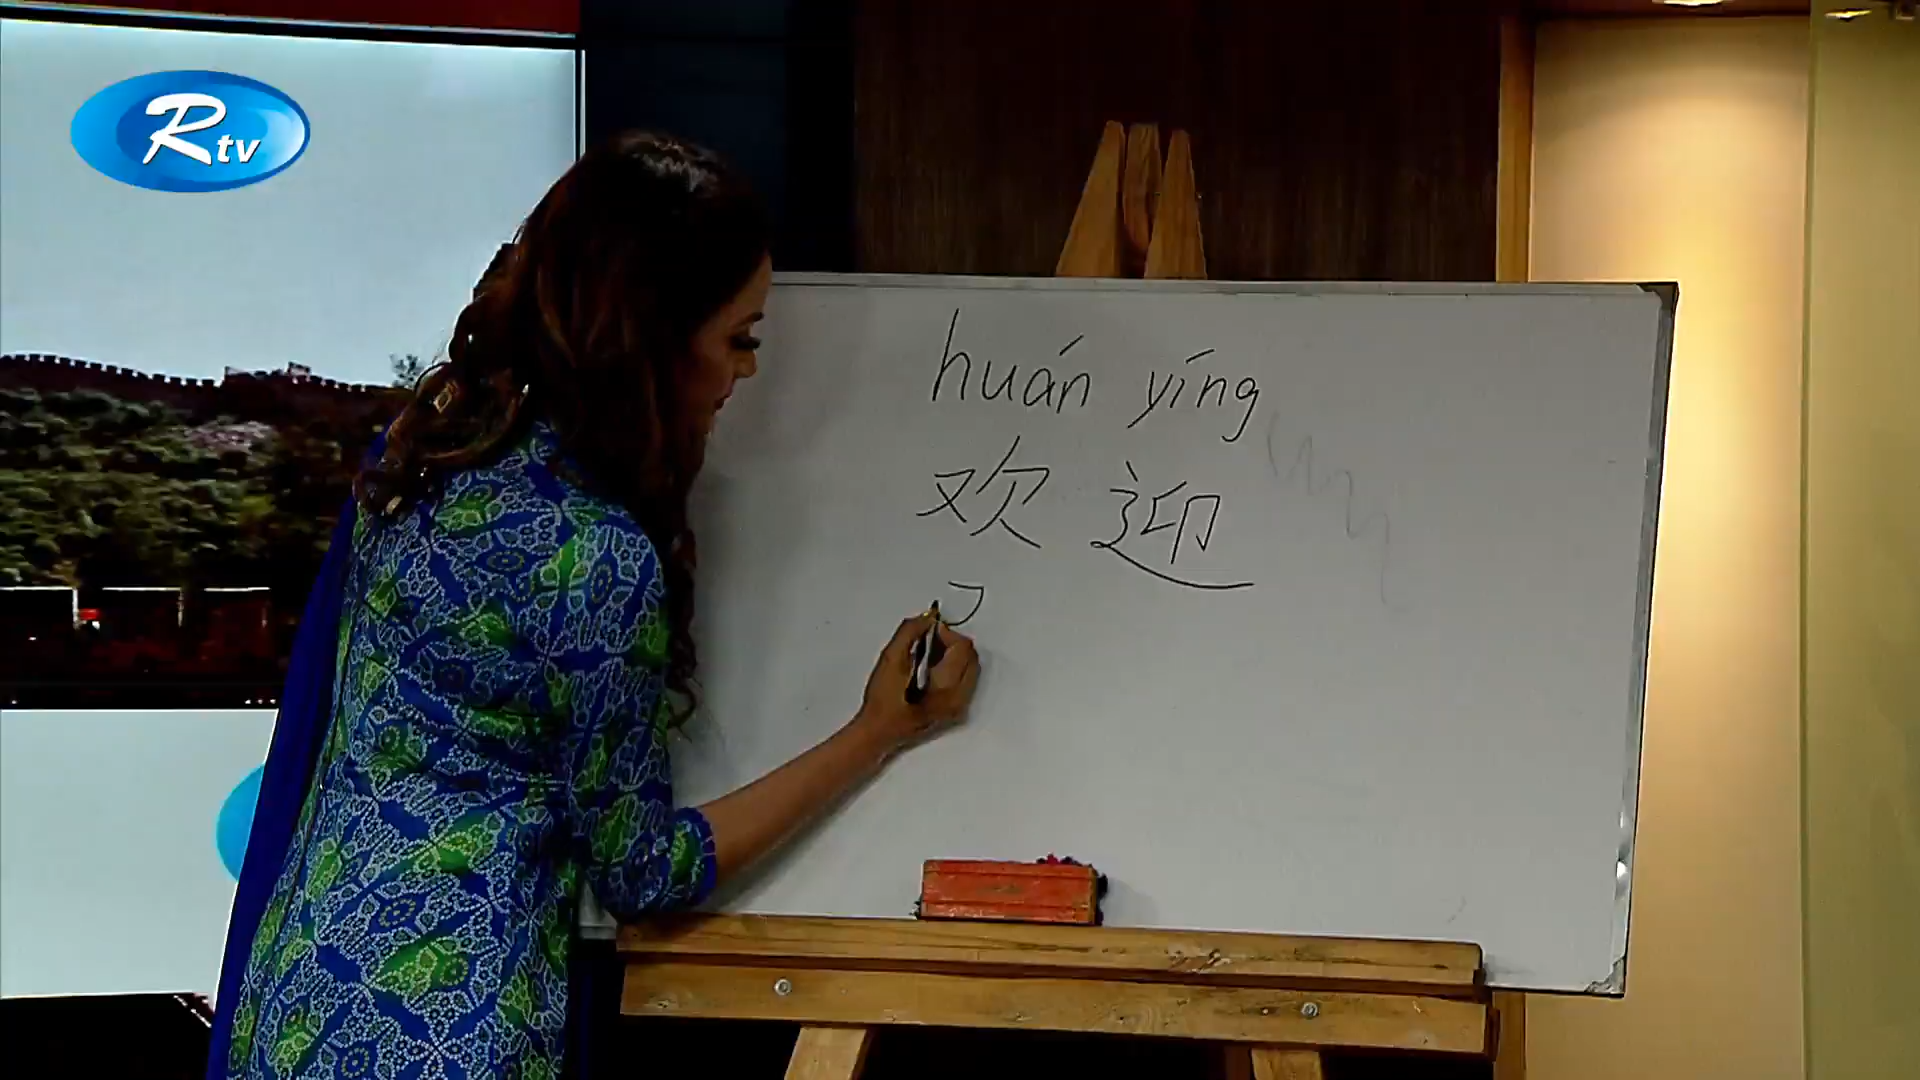 Rtv
huán yíng
欢 迎